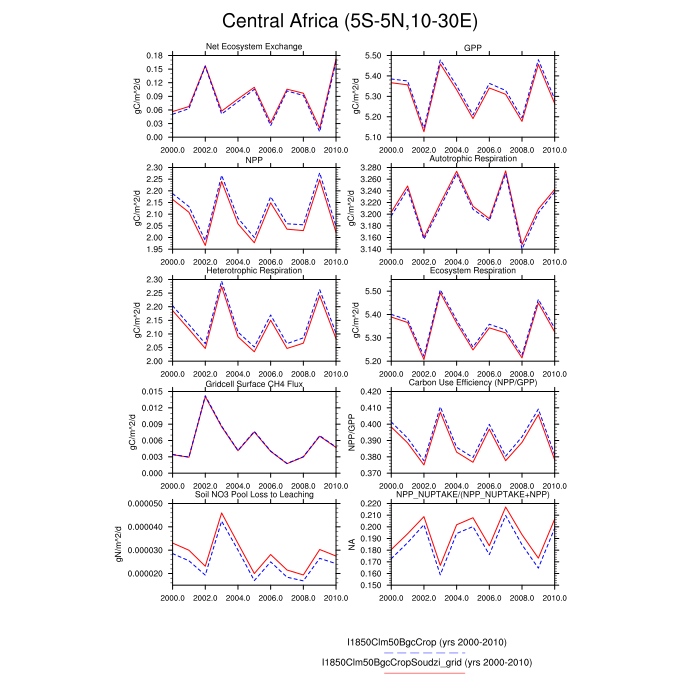 Central Africa (5S-5N,10-30E)
Net Ecosystem Exchange
gC/m^2/d
0.18
0.15
0.12
0.09
0.06
0.03
0.00
2000.0 2002.0 2004.0 2006.0 2008.0 2010.0
GPP
gC/m^2/d
5.50
5.40
5.30
5.20
5.10
2000.0 2002.0 2004.0 2006.0 2008.0 2010.0
NPP
gC/m^2/d
2.30
2.25
2.20
2.15
2.10
2.05
2.00
1.95
2000.0 2002.0 2004.0 2006.0 2008.0 2010.0
Autotrophic Respiration
gC/m^2/d
3.280
3.260
3.240
3.220
3.200
3.180
3.160
3.140
2000.0 2002.0 2004.0 2006.0 2008.0 2010.0
Heterotrophic Respiration
gC/m^2/d
2.30
2.25
2.20
2.15
2.10
2.05
2.00
2000.0 2002.0 2004.0 2006.0 2008.0 2010.0
Ecosystem Respiration
gC/m^2/d
5.50
5.40
5.30
5.20
2000.0 2002.0 2004.0 2006.0 2008.0 2010.0
Gridcell Surface CH4 Flux
gC/m^2/d
0.015
0.012
0.009
0.006
0.003
0.000
2000.0 2002.0 2004.0 2006.0 2008.0 2010.0
Carbon Use Efficiency (NPP/GPP)
NPP/GPP
0.420
0.410
0.400
0.390
0.380
0.370
2000.0 2002.0 2004.0 2006.0 2008.0 2010.0
Soil NO3 Pool Loss to Leaching
gN/m^2/d
0.000050
0.000040
0.000030
0.000020
2000.0 2002.0 2004.0 2006.0 2008.0 2010.0
NPP_NUPTAKE/(NPP_NUPTAKE+NPP)
NA
0.220
0.210
0.200
0.190
0.180
0.170
0.160
0.150
2000.0 2002.0 2004.0 2006.0 2008.0 2010.0
I1850Clm50BgcCrop (yrs 2000-2010)
I1850Clm50BgcCropSoudzi_grid (yrs 2000-2010)